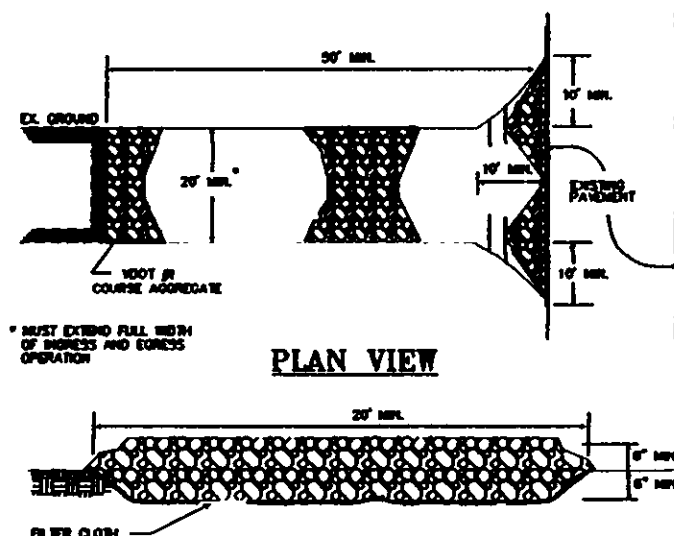 50' MIN.
10' MIN.
EX. GROUND
20' MIN.*
10' MIN.
EXISTING
PAVEMENT
10' MIN.
VDOT #1
COURSE AGGREGATE
* MUST EXTEND FULL WIDTH
OF INGRESS AND EGRESS
OPERATION
PLAN VIEW
20' MIN.
6" MIN
6" MIN
FILTER CLOTH